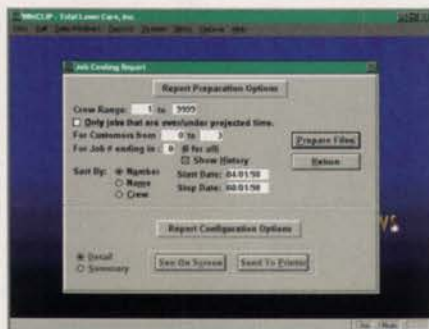 WinCLIP - Total Lawn Care, Inc.
Job Costing Report
Report Preparation Options
Crew Range: 1 to 9999
Only jobs that are over/under projected time.
For Customers from 0 to
For Job # ending in : 0 (0 for all)
Show History
Prepare Files
Return
Sort By: Number
Name
Crew
Start Date: 04/01/98
Stop Date: 08/01/98
Report Configuration Options
Detail
Summary
See On Screen
Send To Printer